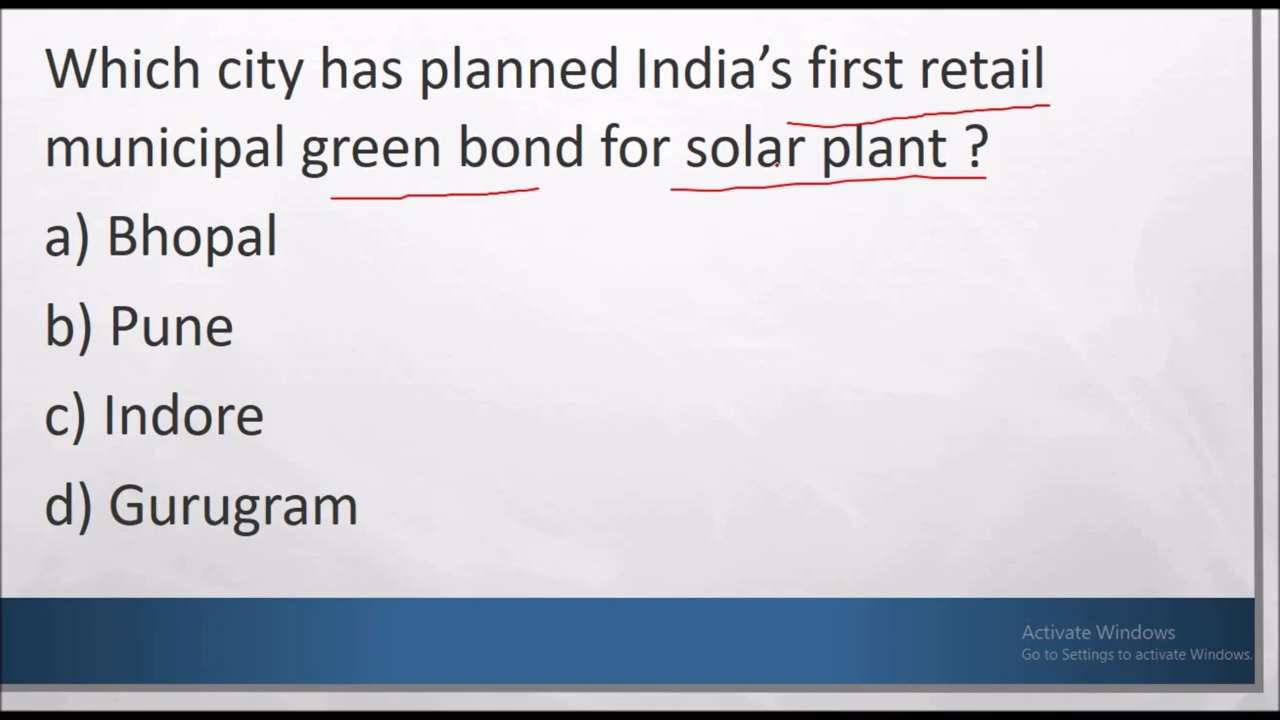 Which city has planned India’s first retail
municipal green bond for solar plant ?
a) Bhopal
b) Pune
c) Indore
d) Gurugram
Activate Windows
Go to Settings to activate Windows.